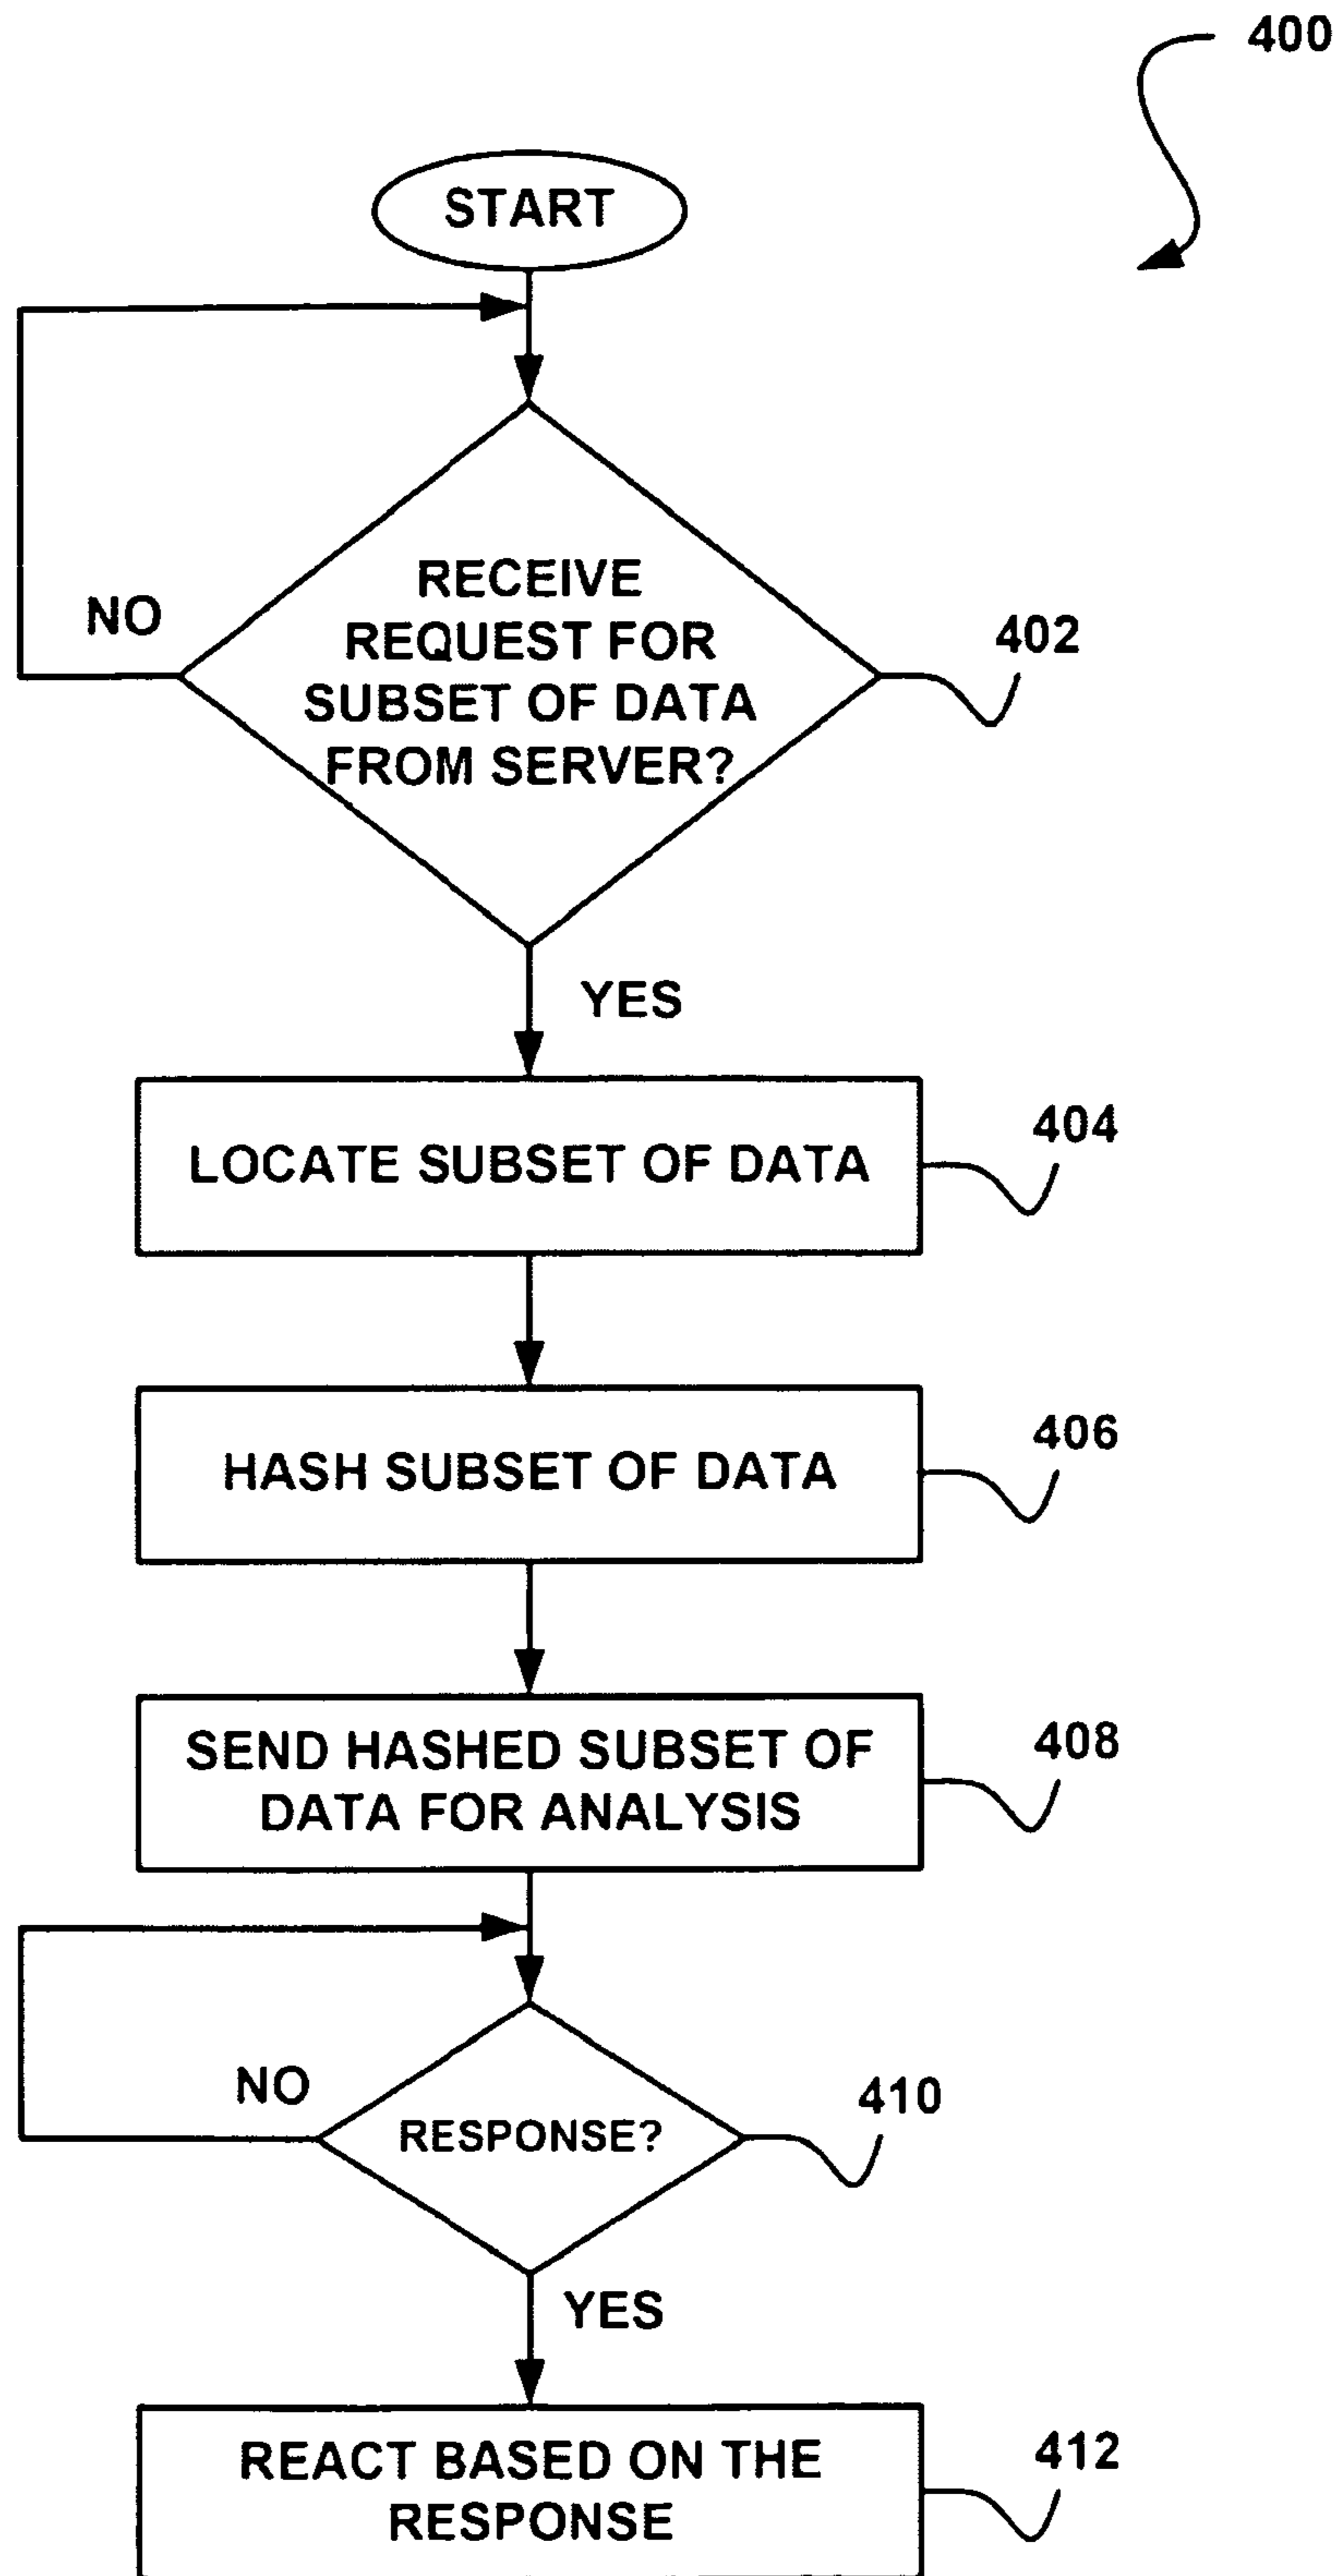 400
START
RECEIVE
REQUEST FOR
SUBSET OF DATA
FROM SERVER?
NO
402
YES
LOCATE SUBSET OF DATA
404
HASH SUBSET OF DATA
406
SEND HASHED SUBSET OF
DATA FOR ANALYSIS
408
NO
RESPONSE?
410
YES
REACT BASED ON THE
RESPONSE
412